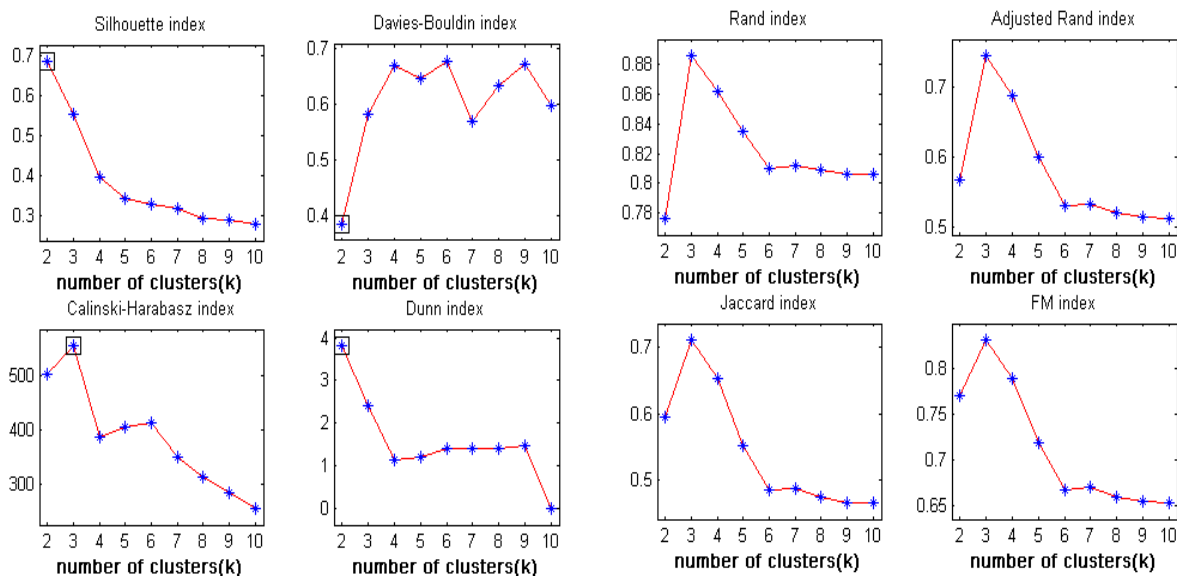 Silhouette index
0.7
0.6
0.5
0.4
0.3
2 3 4 5 6 7 8 9 10
number of clusters(k)
Davies-Bouldin index
0.7
0.6
0.5
0.4
2 3 4 5 6 7 8 9 10
number of clusters(k)
Rand index
0.88
0.86
0.84
0.82
0.8
0.78
2 3 4 5 6 7 8 9 10
number of clusters(k)
Adjusted Rand index
0.7
0.6
0.5
2 3 4 5 6 7 8 9 10
number of clusters(k)
Calinski-Harabasz index
500
400
300
2 3 4 5 6 7 8 9 10
number of clusters(k)
Dunn index
4
3
2
1
0
2 3 4 5 6 7 8 9 10
number of clusters(k)
Jaccard index
0.7
0.6
0.5
2 3 4 5 6 7 8 9 10
number of clusters(k)
FM index
0.8
0.75
0.7
0.65
2 3 4 5 6 7 8 9 10
number of clusters(k)